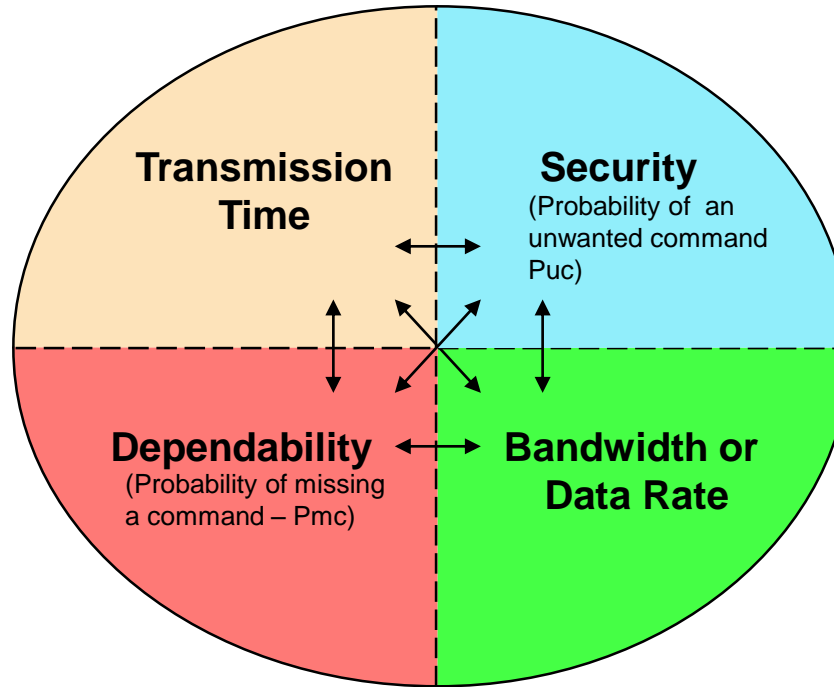 Transmission
Time
Security
(Probability of an
unwanted command
Puc)
Dependability
(Probability of missing
a command – Pmc)
Bandwidth or
Data Rate